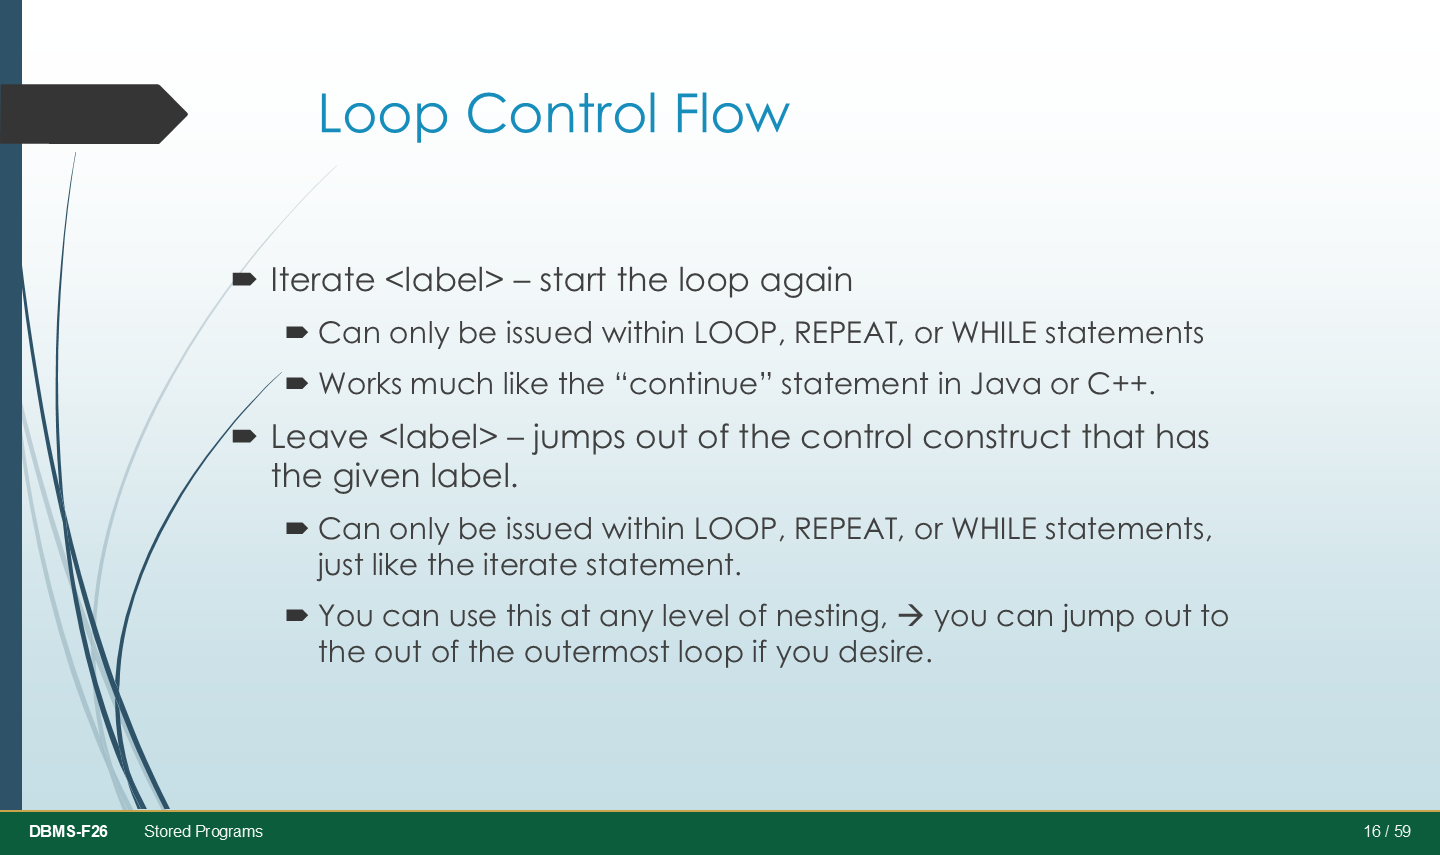 Loop Control Flow
Iterate <label> – start the loop again
Can only be issued within LOOP, REPEAT, or WHILE statements
Works much like the “continue” statement in Java or C++.
Leave <label> – jumps out of the control construct that has
the given label.
Can only be issued within LOOP, REPEAT, or WHILE statements,
just like the iterate statement.
You can use this at any level of nesting, → you can jump out to
the out of the outermost loop if you desire.
DBMS-F26 Stored Programs 16 / 59